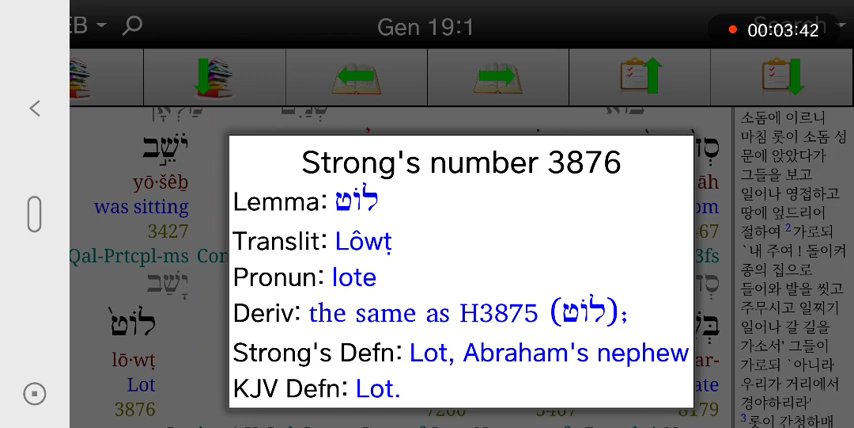 EB
Gen 19:1
00:03:42
יֹשֵׁ֣ב
yō·šêḇ
was sitting
3427
Qal-Prtcpl-ms
יָשַׁב
ל֛וֹט
lō·wṭ
Lot
3876
Strong's number 3876
Lemma: לוֹט
Translit: Lôwṭ
Pronun: lote
Deriv: the same as H3875 (לוֹט);
Strong's Defn: Lot, Abraham's nephew
KJV Defn: Lot.
소돔에 이르니
마침 롯이 소돔 성
문에 앉았다가
그들을 보고
일어나 영접하고
땅에 엎드리어
절하여 2가로되
`내 주여 ! 돌이켜
종의 집으로
들어와 발을 씻고
주무시고 일찌기
일어나 갈 길을
가소서' 그들이
가로되 `아니라
우리가 거리에서
경야하리라'
3롯이 간청하매